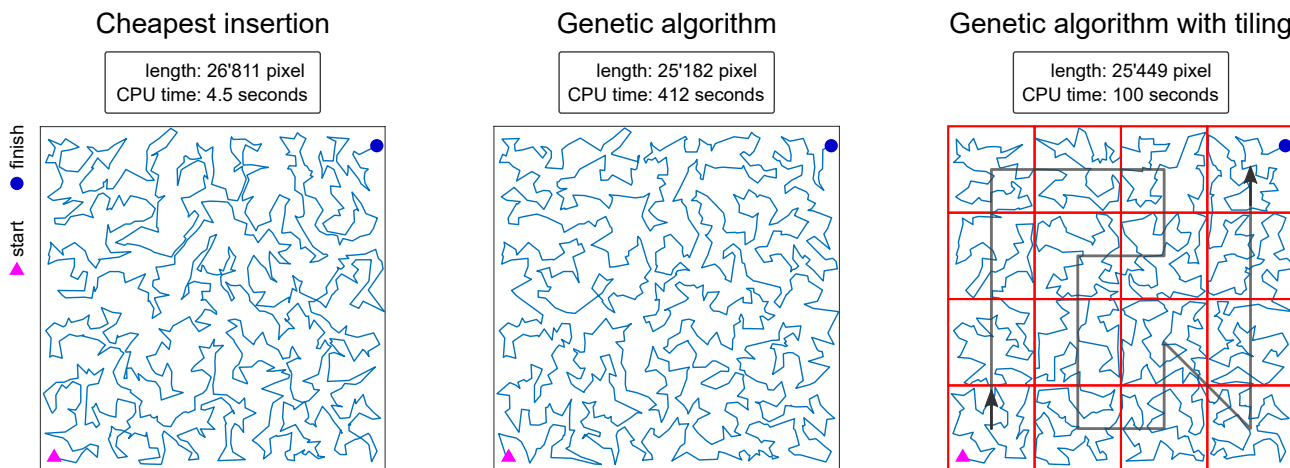 Cheapest insertion
length: 26'811 pixel
CPU time: 4.5 seconds
Genetic algorithm
length: 25'182 pixel
CPU time: 412 seconds
Genetic algorithm with tiling
length: 25'449 pixel
CPU time: 100 seconds
start
finish